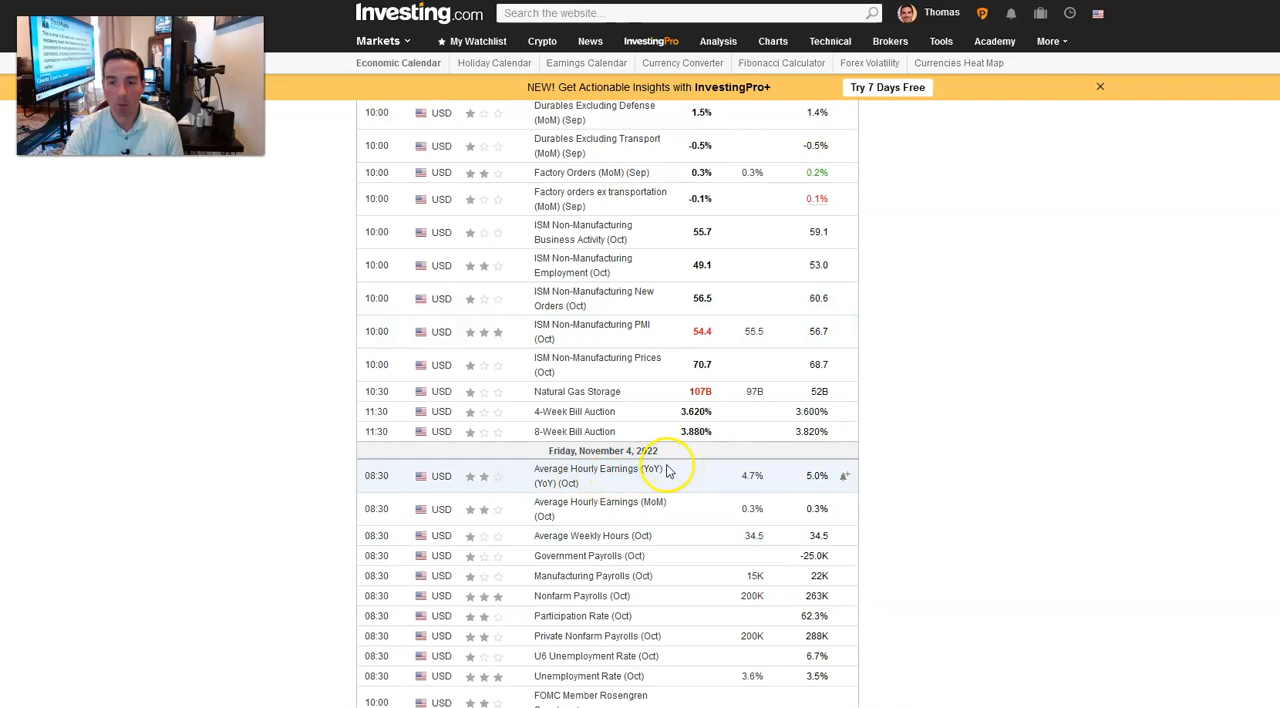 Investing.com
Search the website...
Thomas
Markets
My Wa
Crypto
News
InvestingPro
Analysis
Charts
Technical
Brokers
Tools
Academy
More
Economic Calendar
Holiday Calendar
Earnings Calendar
Currency Converter
Fibonacci Calculator
Forex Volatility
Currencies Heat Map
NEW! Get Actionable Insights with InvestingPro+
Try 7 Days Free
Durables Excluding Defense
10:00 USD (MoM) (Sep) 1.5% 1.4%
Durables Excluding Transport
10:00 USD (MoM) (Sep) -0.5% -0.5%
10:00 USD Factory Orders (MoM) (Sep) 0.3% 0.3% 0.2%
Factory orders ex transportation
10:00 USD (MoM) (Sep) -0.1% 0.1%
ISM Non-Manufacturing
10:00 USD Business Activity (Oct) 55.7 59.1
ISM Non-Manufacturing
10:00 USD Employment (Oct) 49.1 53.0
ISM Non-Manufacturing New
10:00 USD Orders (Oct) 56.5 60.6
ISM Non-Manufacturing PMI
10:00 USD (Oct) 54.4 55.5 56.7
ISM Non-Manufacturing Prices
10:00 USD (Oct) 70.7 68.7
10:30 USD Natural Gas Storage 107B 97B 52B
11:30 USD 4-Week Bill Auction 3.620% 3.600%
11:30 USD 8-Week Bill Auction 3.880% 3.820%
Friday, November 4, 2022
Average Hourly Earnings (YoY)
08:30 USD (YoY) (Oct) 4.7% 5.0%
Average Hourly Earnings (MoM)
08:30 USD (Oct) 0.3% 0.3%
08:30 USD Average Weekly Hours (Oct) 34.5 34.5
08:30 USD Government Payrolls (Oct) -25.0K
08:30 USD Manufacturing Payrolls (Oct) 15K 22K
08:30 USD Nonfarm Payrolls (Oct) 200K 263K
08:30 USD Participation Rate (Oct) 62.3%
08:30 USD Private Nonfarm Payrolls (Oct) 200K 288K
08:30 USD U6 Unemployment Rate (Oct) 6.7%
08:30 USD Unemployment Rate (Oct) 3.6% 3.5%
FOMC Member Rosengren
10:00 USD